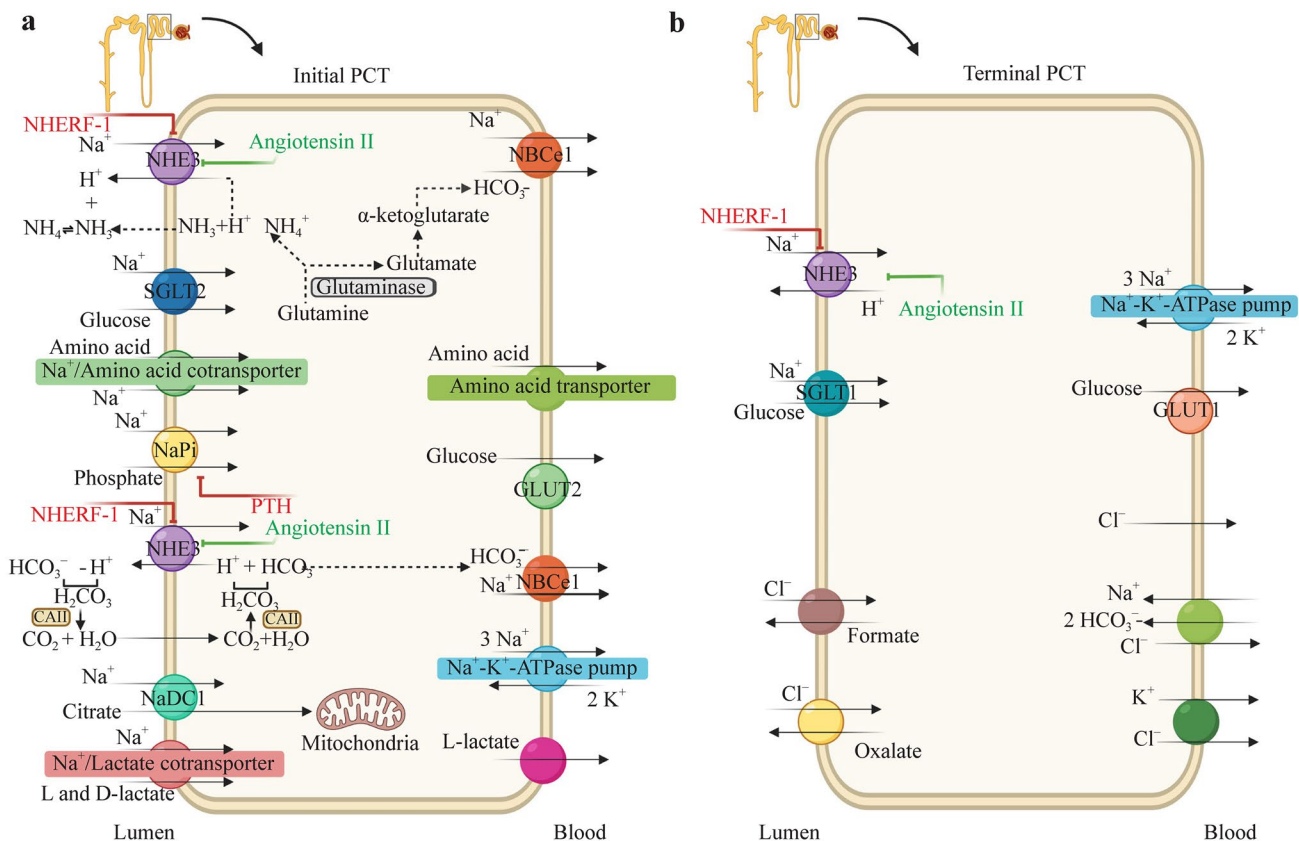 a
Initial PCT
NHERF-1
Na⁺
NHE3
Angiotensin II
H⁺
+
NH₄⇌NH₃
NH₃+H⁺
NH₄⁺
α-ketoglutarate
Glutamate
Glutaminase
Glutamine
Na⁺
NBCe1
HCO₃⁻
Na⁺
SGLT2
Glucose
Amino acid
Na⁺/Amino acid cotransporter
Na⁺
Amino acid
Amino acid transporter
Na⁺
NaPi
Phosphate
PTH
Glucose
GLUT2
NHERF-1
Na⁺
NHE3
Angiotensin II
HCO₃⁻ -H⁺
H₂CO₃
CAII
CO₂+H₂O
H⁺ + HCO₃⁻
H₂CO₃
CAII
CO₂+H₂O
HCO₃⁻
Na⁺ NBCe1
3 Na⁺
Na⁺-K⁺-ATPase pump
2 K⁺
Na⁺
NaDC1
Citrate
Mitochondria
Na⁺
Na⁺/Lactate cotransporter
L and D-lactate
L-lactate
Lumen
Blood
b
Terminal PCT
NHERF-1
Na⁺
NHE3
H⁺
Angiotensin II
3 Na⁺
Na⁺-K⁺-ATPase pump
2 K⁺
Na⁺
SGLT1
Glucose
Glucose
GLUT1
Cl⁻
Cl⁻
Formate
Na⁺
2 HCO₃⁻
Cl⁻
Cl⁻
Oxalate
K⁺
Cl⁻
Lumen
Blood